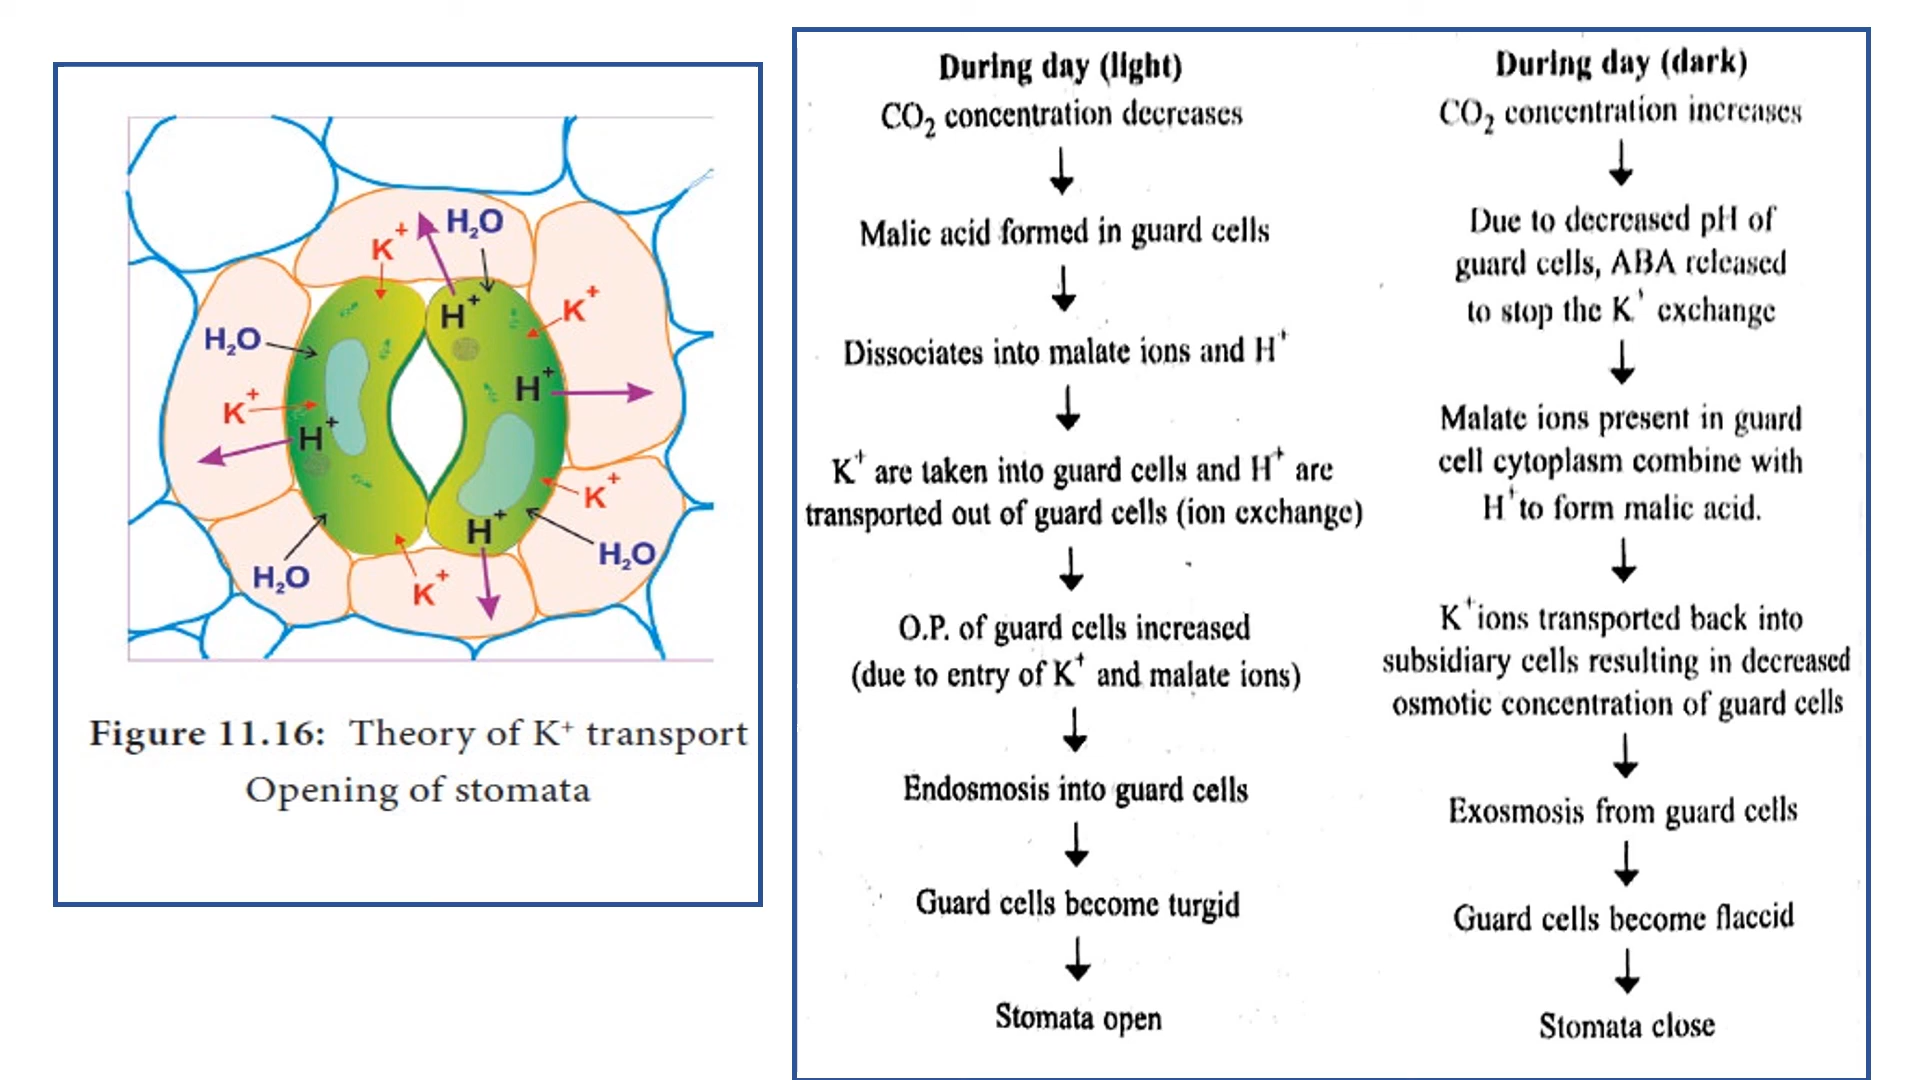 K⁺
H₂O
H⁺
K⁺
H₂O
H⁺
K⁺
H⁺
K⁺
H⁺
H₂O
H₂O
K⁺
Figure 11.16: Theory of K⁺ transport
Opening of stomata
During day (light)
CO₂ concentration decreases
Malic acid formed in guard cells
Dissociates into malate ions and H⁺
K⁺ are taken into guard cells and H⁺ are
transported out of guard cells (ion exchange)
O.P. of guard cells increased
(due to entry of K⁺ and malate ions)
Endosmosis into guard cells
Guard cells become turgid
Stomata open
During day (dark)
CO₂ concentration increases
Due to decreased pH of
guard cells, ABA released
to stop the K⁺ exchange
Malate ions present in guard
cell cytoplasm combine with
H⁺ to form malic acid.
K⁺ ions transported back into
subsidiary cells resulting in decreased
osmotic concentration of guard cells
Exosmosis from guard cells
Guard cells become flaccid
Stomata close